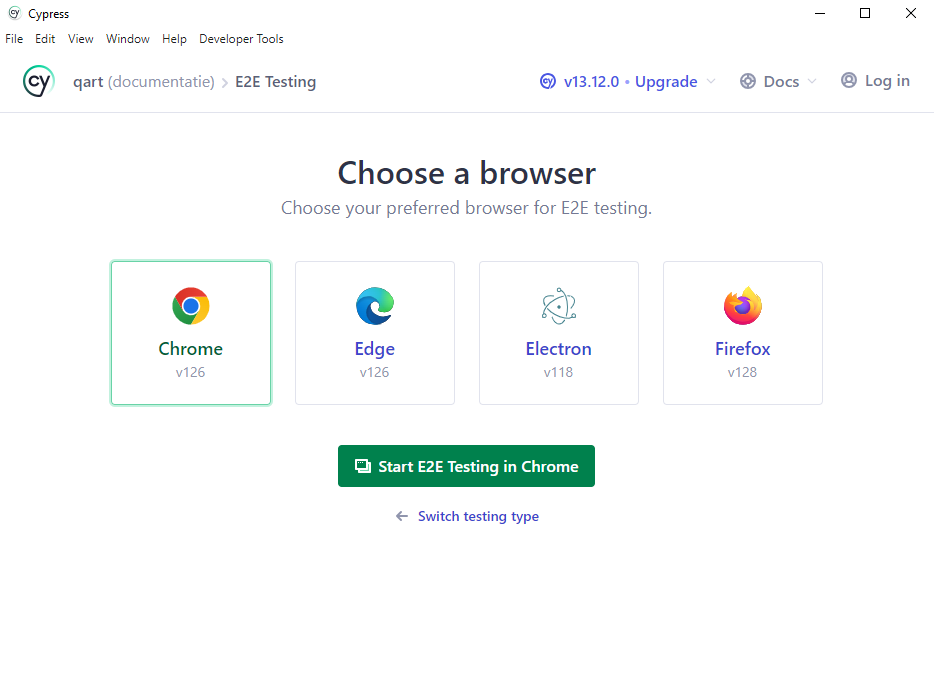 Cypress
File Edit View Window Help Developer Tools
cy qart (documentatie) > E2E Testing cy v13.12.0 • Upgrade Docs Log in
Choose a browser
Choose your preferred browser for E2E testing.
Chrome Edge Electron Firefox
v126 v126 v118 v128
Start E2E Testing in Chrome
← Switch testing type